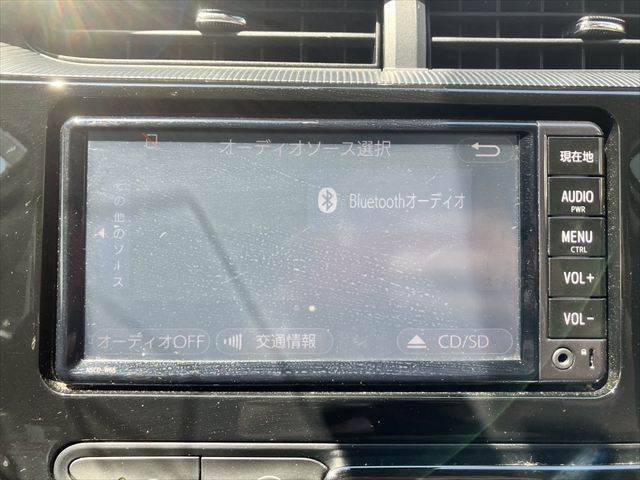 オーディオソース選択
Bluetoothオーディオ
その他のソース
オーディオOFF
交通情報
CD/SD
現在地
AUDIO
PWR
MENU
CTRL
VOL+
VOL-